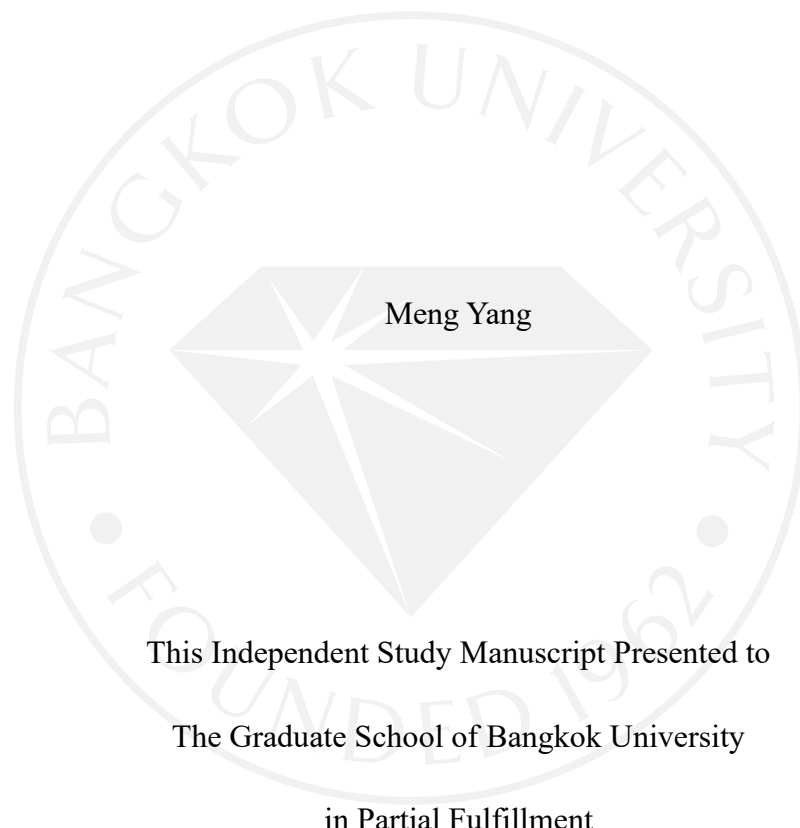 BANGKOK UNIVERSITY
Meng Yang
This Independent Study Manuscript Presented to
The Graduate School of Bangkok University
in Partial Fulfillment
FOUNDED 1962